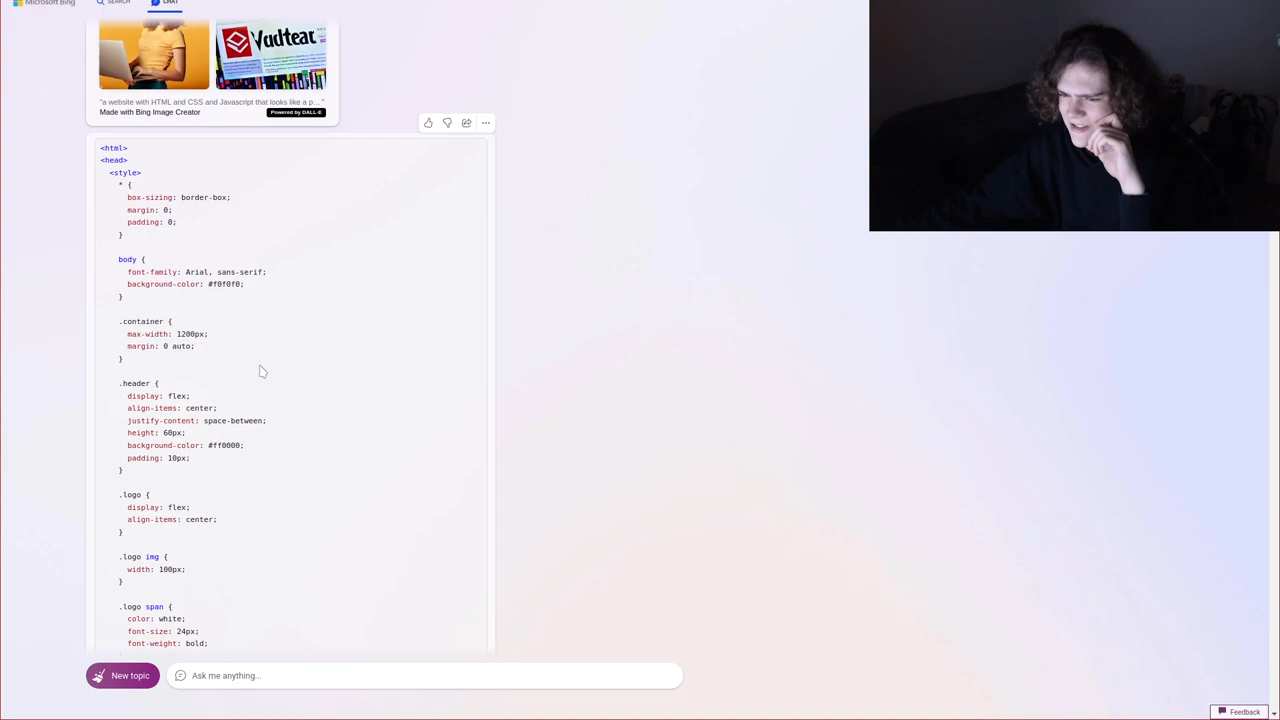 Microsoft Bing
SEARCH
CHAT
Vudtear
"a website with HTML and CSS and Javascript that looks like a p..."
Made with Bing Image Creator
Powered by DALL-E
<html>
<head>
<style>
* {
box-sizing: border-box;
margin: 0;
padding: 0;
}
body {
font-family: Arial, sans-serif;
background-color: #f0f0f0;
}
.container {
max-width: 1200px;
margin: 0 auto;
}
.header {
display: flex;
align-items: center;
justify-content: space-between;
height: 60px;
background-color: #ff0000;
padding: 10px;
}
.logo {
display: flex;
align-items: center;
}
.logo img {
width: 100px;
}
.logo span {
color: white;
font-size: 24px;
font-weight: bold;
New topic
Ask me anything...
Feedback